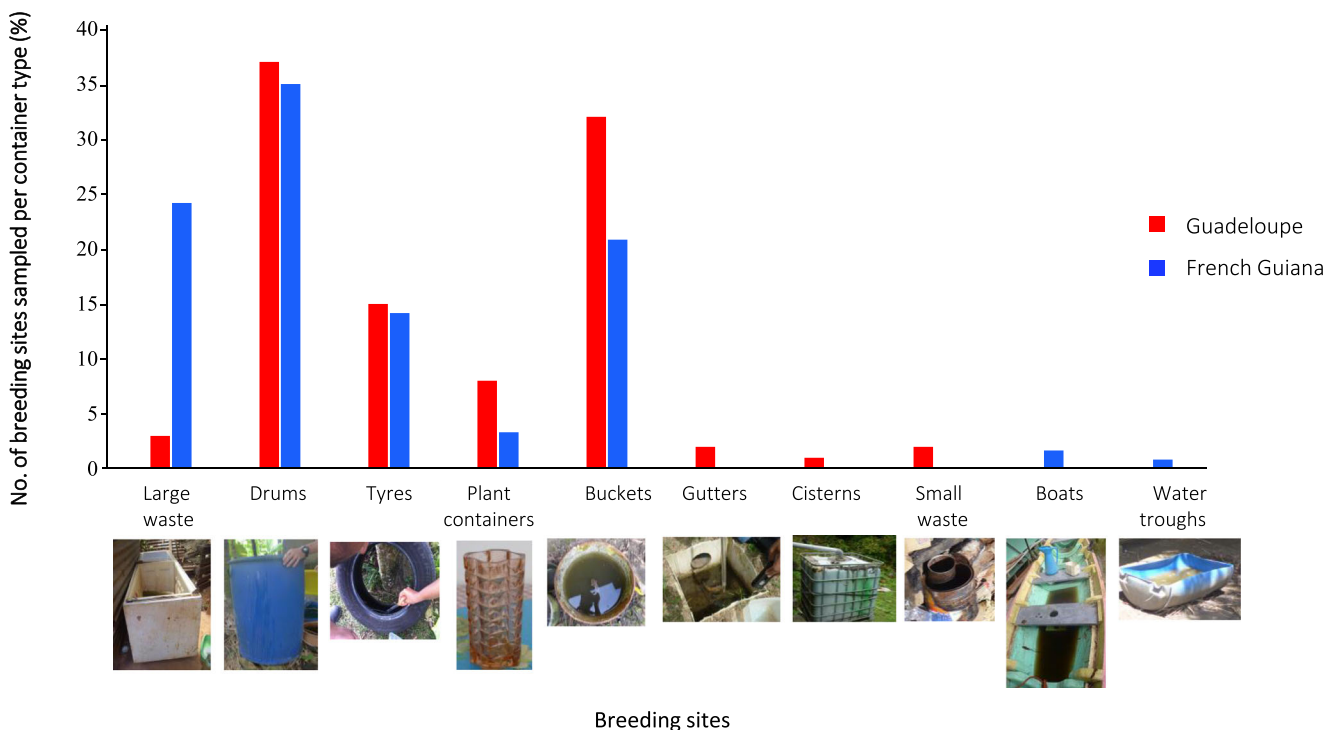 No. of breeding sites sampled per container type (%)
40
35
30
25
20
15
10
5
0
Guadeloupe
French Guiana
Large
waste
Drums
Tyres
Plant
containers
Buckets
Gutters
Cisterns
Small
waste
Boats
Water
troughs
Breeding sites